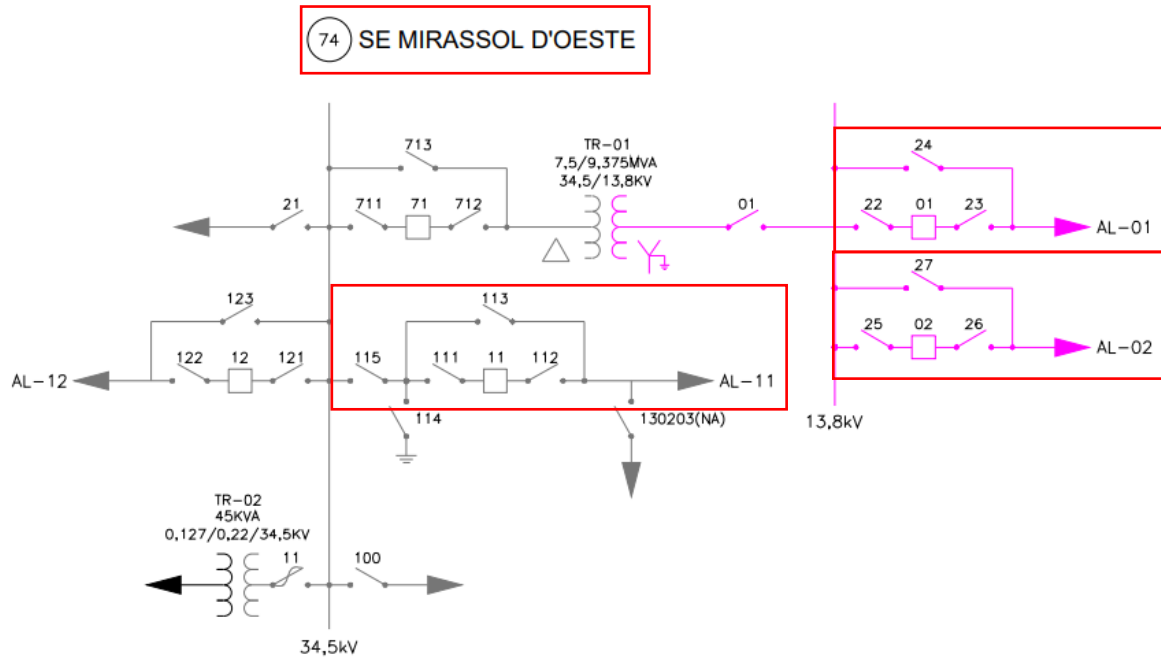 74 SE MIRASSOL D'OESTE
713
TR-01
7,5/9,375MVA
34,5/13,8KV
24
21
711 71 712
01
22 01 23
AL-01
27
123
113
25 02 26
AL-02
122 12 121
115 111 11 112
AL-12
AL-11
114
130203(NA)
13,8kV
TR-02
45KVA
0,127/0,22/34,5KV
11
100
34,5kV